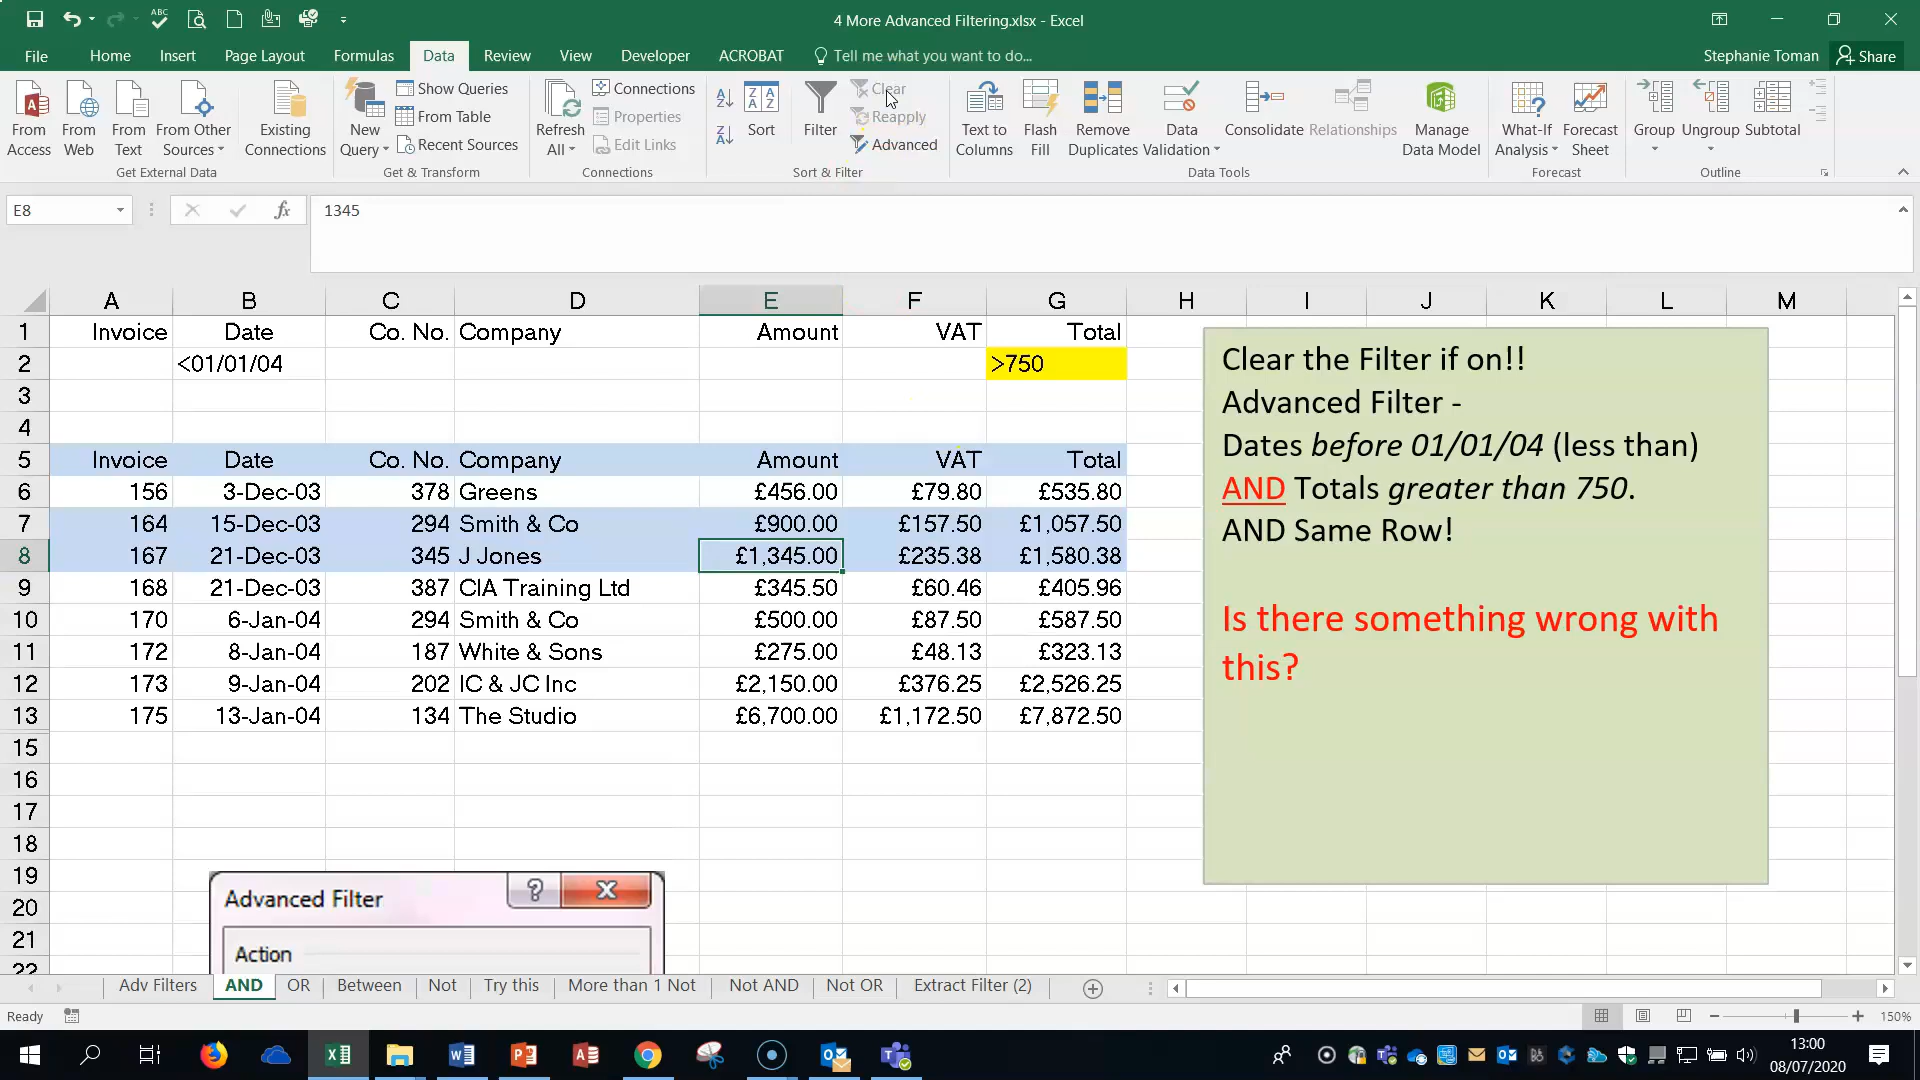 4 More Advanced Filtering.xlsx - Excel
File Home Insert Page Layout Formulas Data Review View Developer ACROBAT Tell me what you want to do... Stephanie Toman Share
From Access
From Web
From Text
From Other Sources
Existing Connections
Get External Data
New Query
Show Queries
From Table
Recent Sources
Get & Transform
Refresh All
Connections
Properties
Edit Links
Connections
Sort
Filter
Clear
Reapply
Advanced
Sort & Filter
Text to Columns
Flash Fill
Remove Duplicates
Data Validation
Consolidate
Relationships
Manage Data Model
Data Tools
What-If Analysis
Forecast Sheet
Forecast
Group
Ungroup
Subtotal
Outline
E8 fx 1345
A B C D E F G H I J K L M
1 Invoice Date Co. No. Company Amount VAT Total
2 <01/01/04 >750
3
4
5 Invoice Date Co. No. Company Amount VAT Total
6 156 3-Dec-03 378 Greens £456.00 £79.80 £535.80
7 164 15-Dec-03 294 Smith & Co £900.00 £157.50 £1,057.50
8 167 21-Dec-03 345 J Jones £1,345.00 £235.38 £1,580.38
9 168 21-Dec-03 387 CIA Training Ltd £345.50 £60.46 £405.96
10 170 6-Jan-04 294 Smith & Co £500.00 £87.50 £587.50
11 172 8-Jan-04 187 White & Sons £275.00 £48.13 £323.13
12 173 9-Jan-04 202 IC & JC Inc £2,150.00 £376.25 £2,526.25
13 175 13-Jan-04 134 The Studio £6,700.00 £1,172.50 £7,872.50
15
16
17
18
19
20
21
22
Clear the Filter if on!!
Advanced Filter -
Dates before 01/01/04 (less than)
AND Totals greater than 750.
AND Same Row!
Is there something wrong with
this?
Advanced Filter
Action
Adv Filters AND OR Between Not Try this More than 1 Not Not AND Not OR Extract Filter (2)
Ready 150%
13:00
08/07/2020